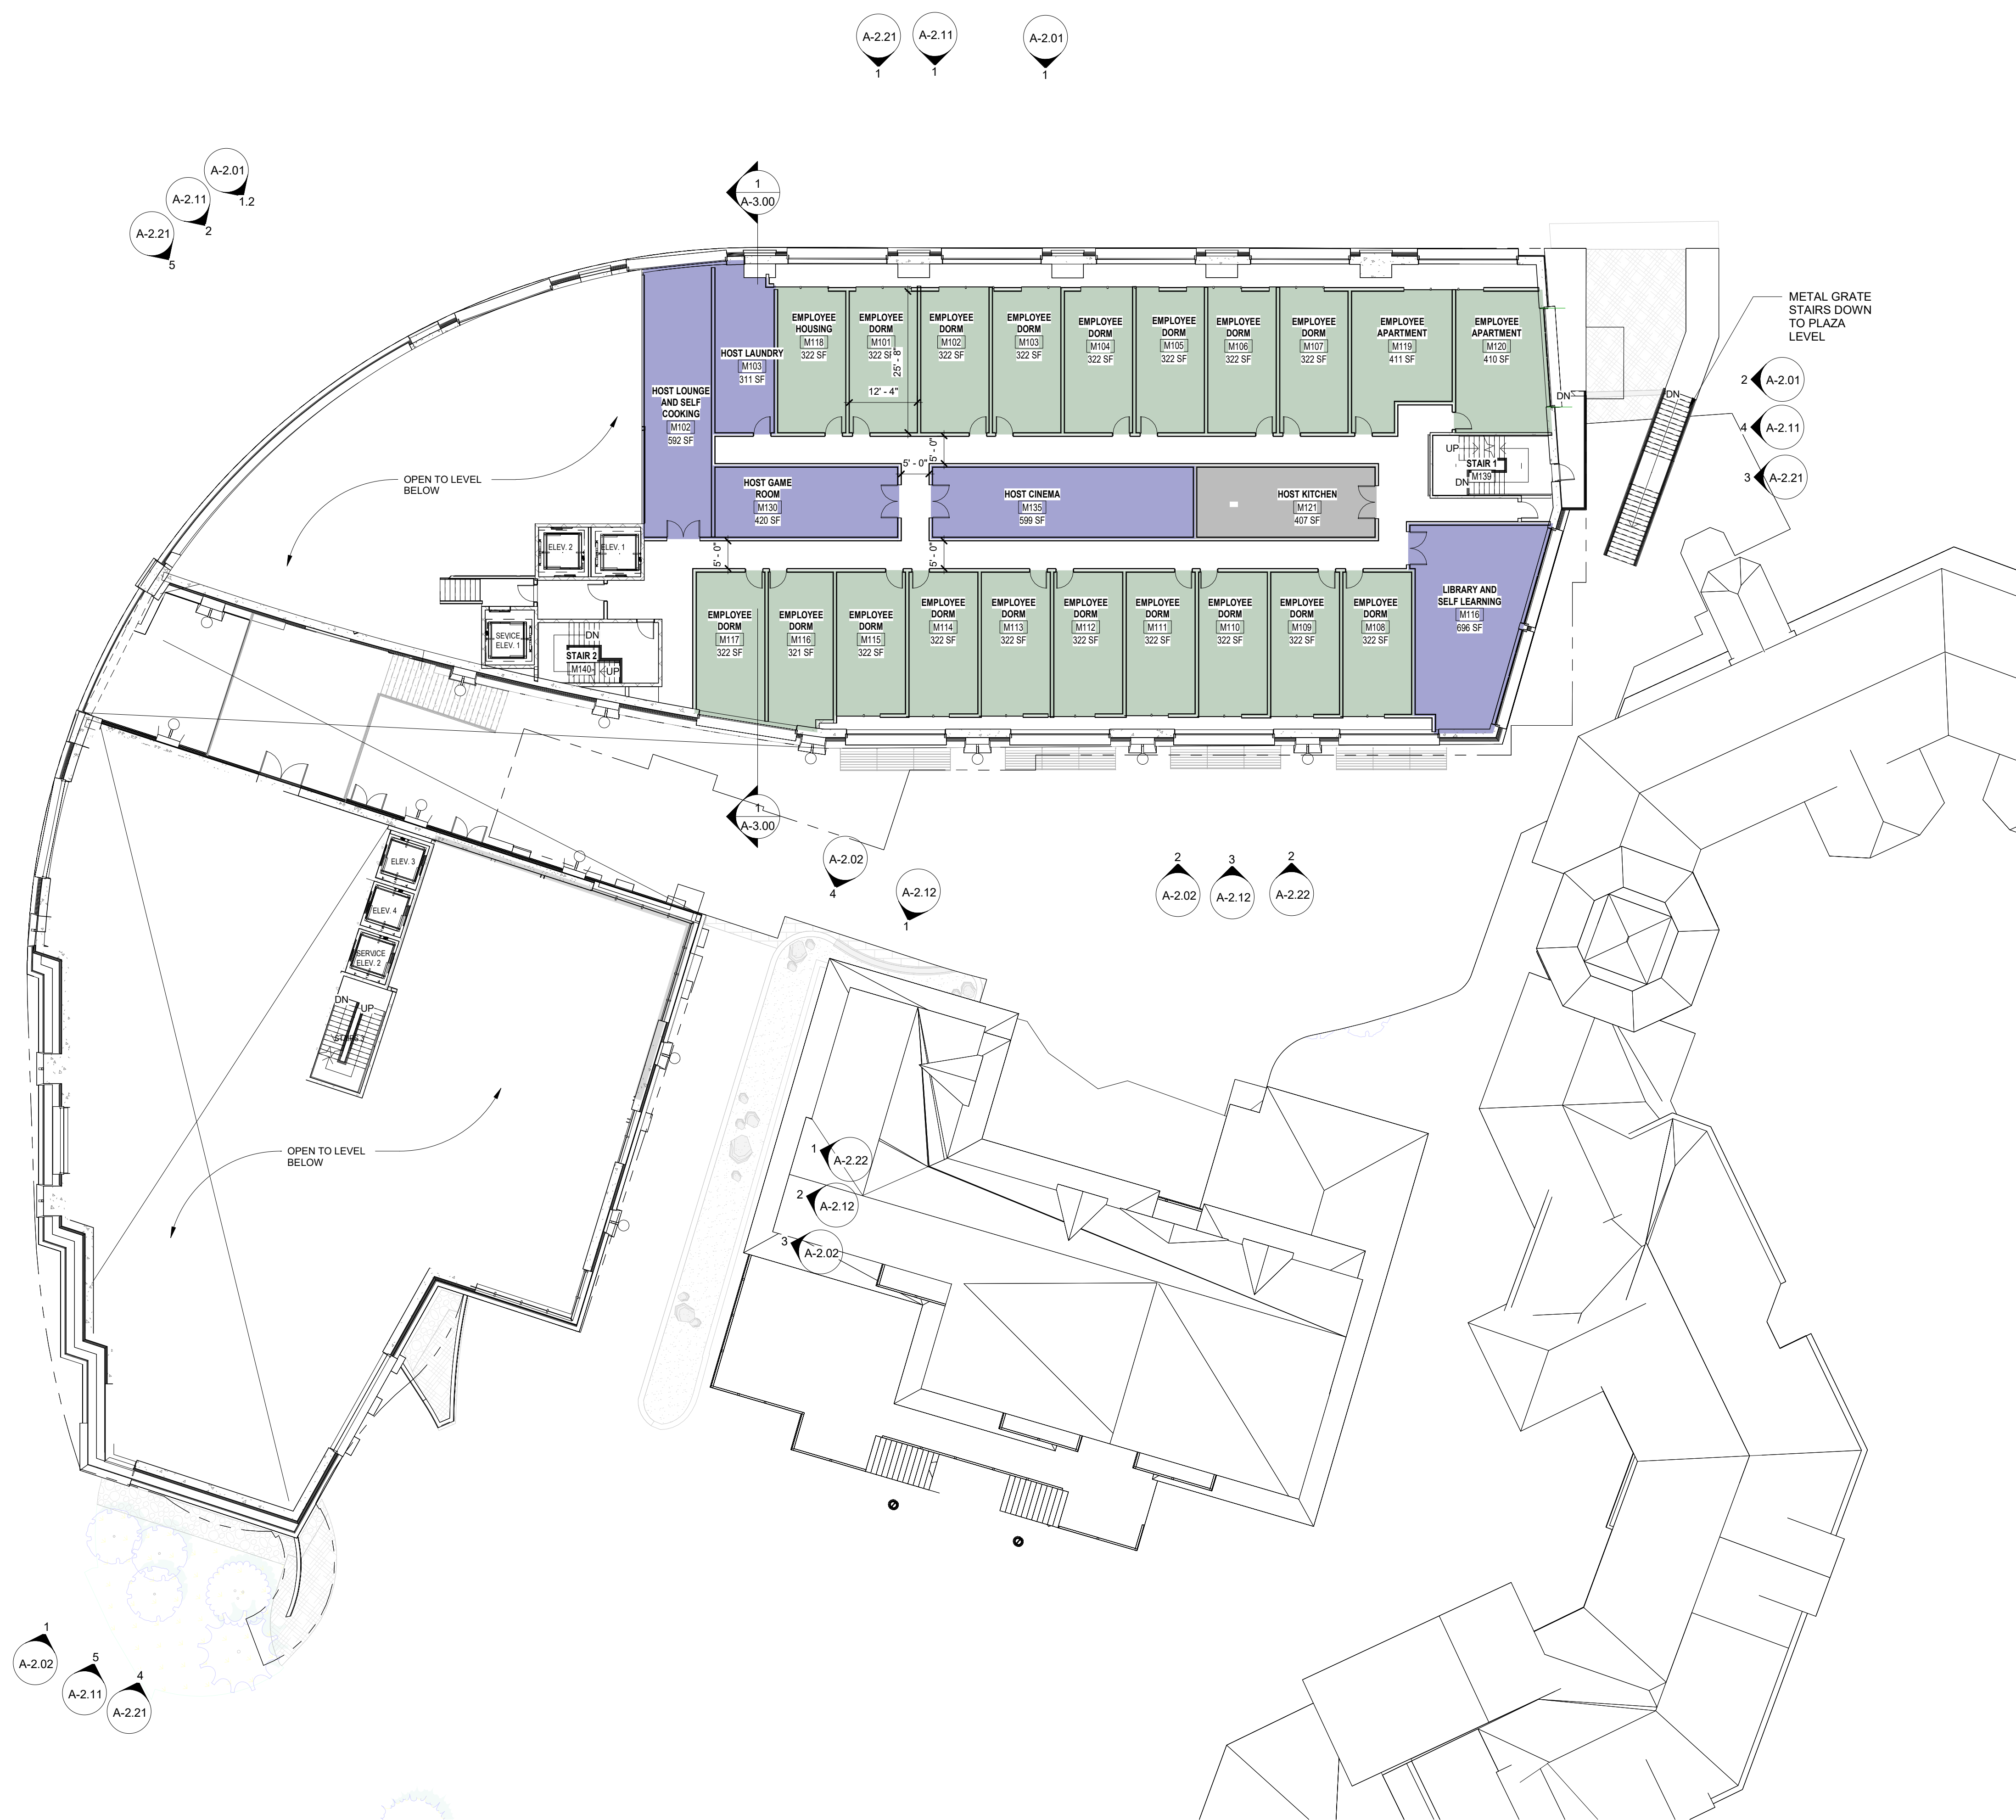 A-2.21
1
A-2.11
1
A-2.01
1
A-2.01
1.2
A-2.11
2
A-2.21
5
1
A-3.00
METAL GRATE
STAIRS DOWN
TO PLAZA
LEVEL
2
A-2.01
4
A-2.11
3
A-2.21
HOST LOUNGE
AND SELF
COOKING
M102
592 SF
HOST LAUNDRY
M103
311 SF
EMPLOYEE
HOUSING
M118
322 SF
EMPLOYEE
DORM
M101
322 SF
25' - 8"
12' - 4"
EMPLOYEE
DORM
M102
322 SF
EMPLOYEE
DORM
M103
322 SF
EMPLOYEE
DORM
M104
322 SF
EMPLOYEE
DORM
M105
322 SF
EMPLOYEE
DORM
M106
322 SF
EMPLOYEE
DORM
M107
322 SF
EMPLOYEE
APARTMENT
M119
411 SF
EMPLOYEE
APARTMENT
M120
410 SF
DN
DN
UP
STAIR 1
M139
DN
5' - 0"
5' - 0"
HOST GAME
ROOM
M130
420 SF
HOST CINEMA
M135
599 SF
HOST KITCHEN
M121
407 SF
5' - 0"
5' - 0"
OPEN TO LEVEL
BELOW
ELEV. 2
ELEV. 1
SEVICE
ELEV. 1
DN
STAIR 2
M140
UP
EMPLOYEE
DORM
M117
322 SF
EMPLOYEE
DORM
M116
321 SF
EMPLOYEE
DORM
M115
322 SF
EMPLOYEE
DORM
M114
322 SF
EMPLOYEE
DORM
M113
322 SF
EMPLOYEE
DORM
M112
322 SF
EMPLOYEE
DORM
M111
322 SF
EMPLOYEE
DORM
M110
322 SF
EMPLOYEE
DORM
M109
322 SF
EMPLOYEE
DORM
M108
322 SF
LIBRARY AND
SELF LEARNING
M116
696 SF
1
A-3.00
A-2.02
4
A-2.12
1
2
A-2.02
3
A-2.12
2
A-2.22
ELEV. 3
ELEV. 4
SERVICE
ELEV. 2
DN
UP
OPEN TO LEVEL
BELOW
1
A-2.22
2
A-2.12
3
A-2.02
1
A-2.02
5
A-2.11
4
A-2.21